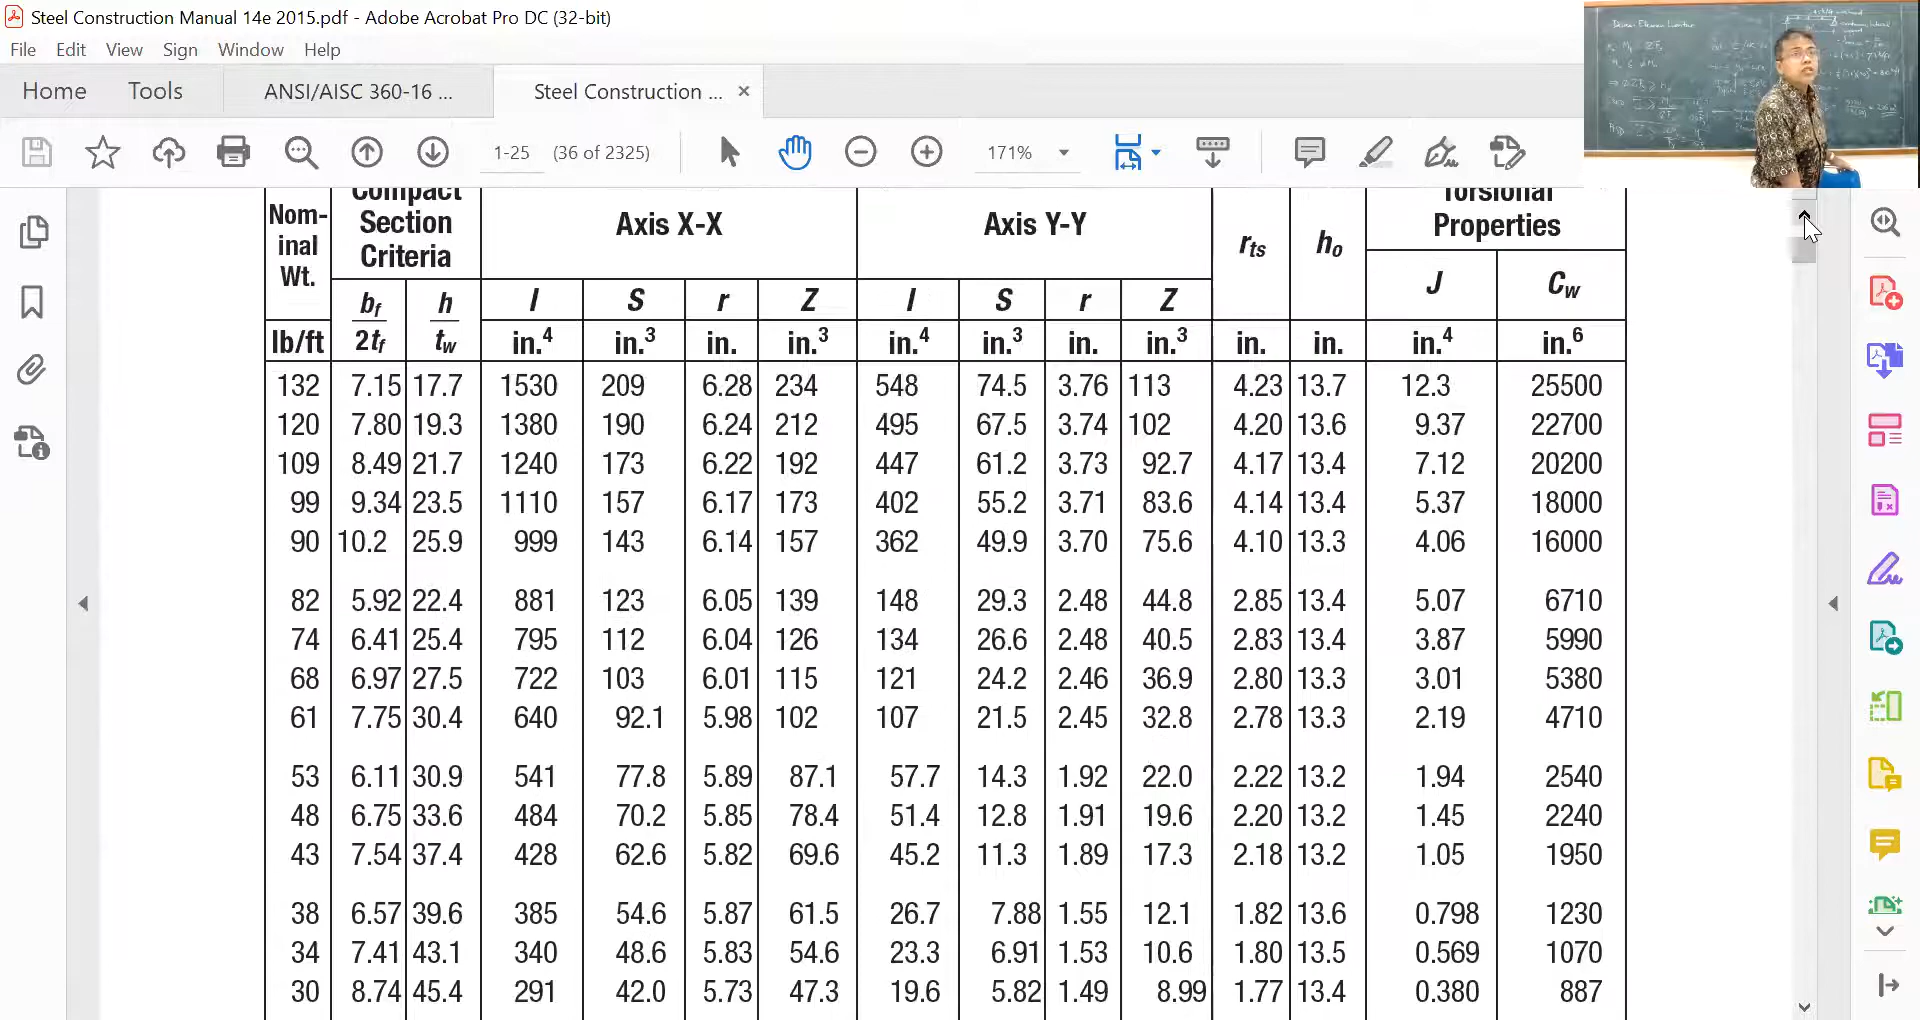 Steel Construction Manual 14e 2015.pdf - Adobe Acrobat Pro DC (32-bit)
File Edit View Sign Window Help
Home Tools ANSI/AISC 360-16 ... Steel Construction ... ×
1-25 (36 of 2325) 171%
Nom-
inal
Wt. Compact
Section
Criteria Axis X-X Axis Y-Y rts ho Torsional
Properties
bf/2tf h/tw I S r Z I S r Z J Cw
lb/ft in.4 in.3 in. in.3 in.4 in.3 in. in.3 in. in. in.4 in.6
132 7.15 17.7 1530 209 6.28 234 548 74.5 3.76 113 4.23 13.7 12.3 25500
120 7.80 19.3 1380 190 6.24 212 495 67.5 3.74 102 4.20 13.6 9.37 22700
109 8.49 21.7 1240 173 6.22 192 447 61.2 3.73 92.7 4.17 13.4 7.12 20200
99 9.34 23.5 1110 157 6.17 173 402 55.2 3.71 83.6 4.14 13.4 5.37 18000
90 10.2 25.9 999 143 6.14 157 362 49.9 3.70 75.6 4.10 13.3 4.06 16000
82 5.92 22.4 881 123 6.05 139 148 29.3 2.48 44.8 2.85 13.4 5.07 6710
74 6.41 25.4 795 112 6.04 126 134 26.6 2.48 40.5 2.83 13.4 3.87 5990
68 6.97 27.5 722 103 6.01 115 121 24.2 2.46 36.9 2.80 13.3 3.01 5380
61 7.75 30.4 640 92.1 5.98 102 107 21.5 2.45 32.8 2.78 13.3 2.19 4710
53 6.11 30.9 541 77.8 5.89 87.1 57.7 14.3 1.92 22.0 2.22 13.2 1.94 2540
48 6.75 33.6 484 70.2 5.85 78.4 51.4 12.8 1.91 19.6 2.20 13.2 1.45 2240
43 7.54 37.4 428 62.6 5.82 69.6 45.2 11.3 1.89 17.3 2.18 13.2 1.05 1950
38 6.57 39.6 385 54.6 5.87 61.5 26.7 7.88 1.55 12.1 1.82 13.6 0.798 1230
34 7.41 43.1 340 48.6 5.83 54.6 23.3 6.91 1.53 10.6 1.80 13.5 0.569 1070
30 8.74 45.4 291 42.0 5.73 47.3 19.6 5.82 1.49 8.99 1.77 13.4 0.380 887